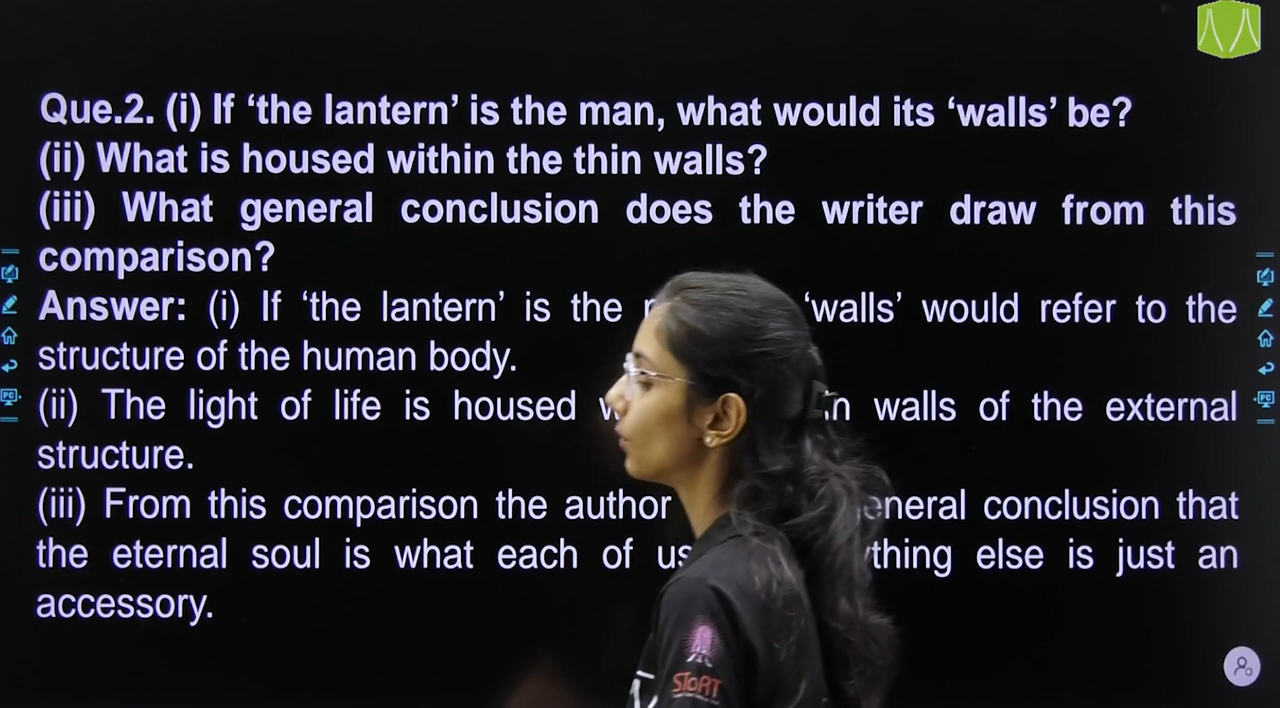 Que.2. (i) If ‘the lantern’ is the man, what would its ‘walls’ be?
(ii) What is housed within the thin walls?
(iii) What general conclusion does the writer draw from this
comparison?
Answer: (i) If ‘the lantern’ is the ‘walls’ would refer to the
structure of the human body.
(ii) The light of life is housed walls of the external
structure.
(iii) From this comparison the author conclusion that
the eternal soul is what each of else is just an
accessory.
PC
PC
START